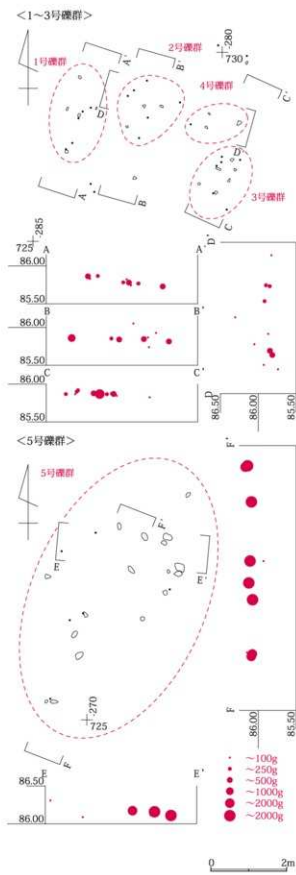 <1～3号礫群>
1号礫群
2号礫群
4号礫群
3号礫群
-280
730
A
A'
B
B'
C
C'
D
D'
725
-285
A
A'
86.00
85.50
B
B'
86.00
85.50
C
C'
86.00
85.50
D'
D
86.50
86.00
85.50
<5号礫群>
5号礫群
E
E'
F
F'
-270
725
F'
F
86.00
85.50
E
E'
86.50
86.00
～100g
～250g
～500g
～1000g
～2000g
～2000g
0
2m